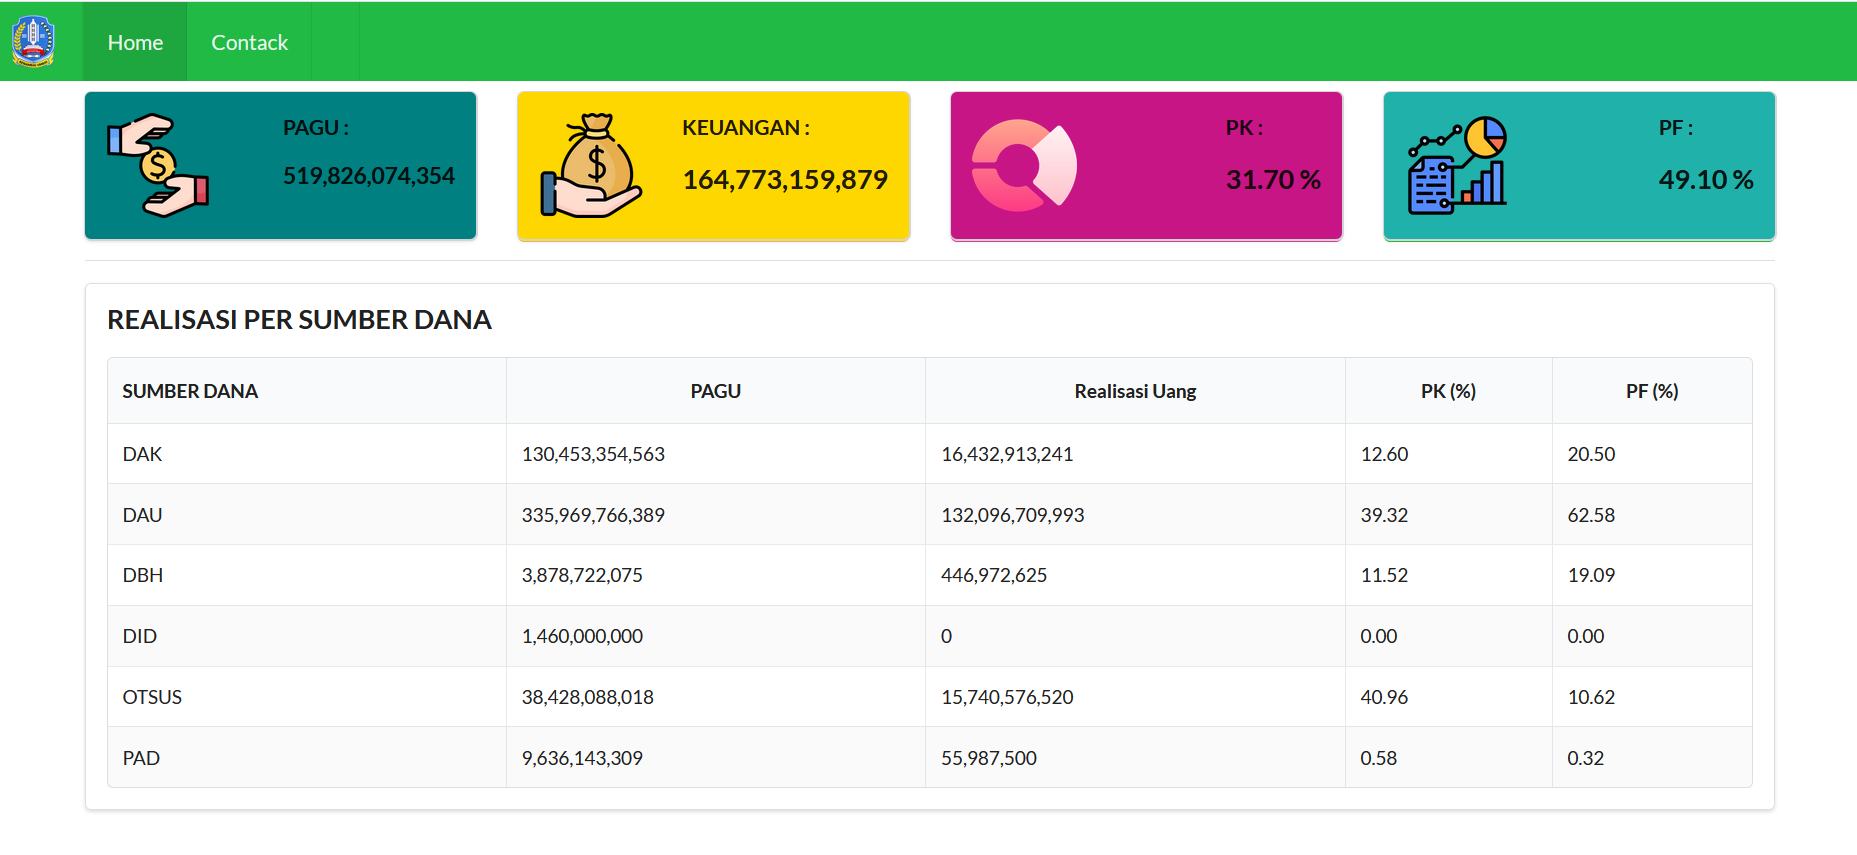 Home Contack
PAGU : KEUANGAN : PK : PF :
519,826,074,354 164,773,159,879 31.70 % 49.10 %
REALISASI PER SUMBER DANA
SUMBER DANA PAGU Realisasi Uang PK (%) PF (%)
DAK 130,453,354,563 16,432,913,241 12.60 20.50
DAU 335,969,766,389 132,096,709,993 39.32 62.58
DBH 3,878,722,075 446,972,625 11.52 19.09
DID 1,460,000,000 0 0.00 0.00
OTSUS 38,428,088,018 15,740,576,520 40.96 10.62
PAD 9,636,143,309 55,987,500 0.58 0.32